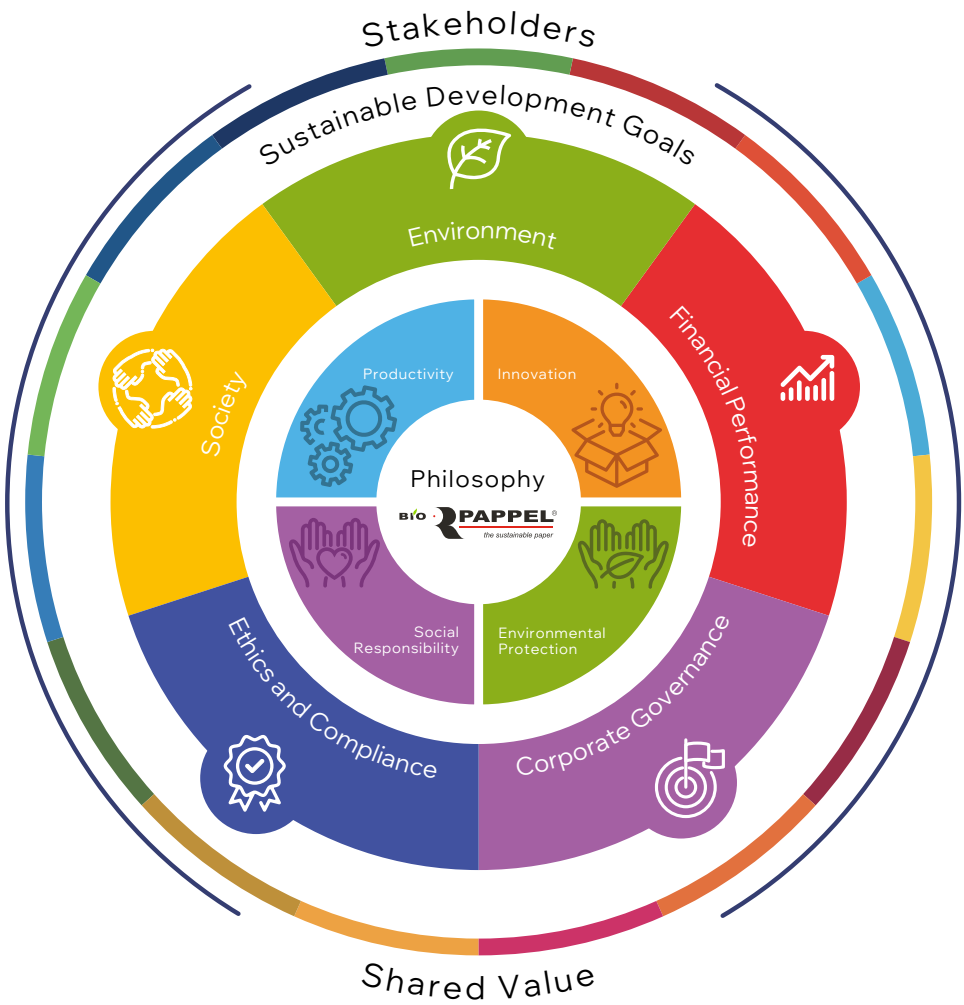 Stakeholders
Sustainable Development Goals
Environment
Society
Financial Performance
Productivity
Innovation
Philosophy
BIO PAPPEL®
the sustainable paper
Social
Responsibility
Environmental
Protection
Ethics and Compliance
Corporate Governance
Shared Value